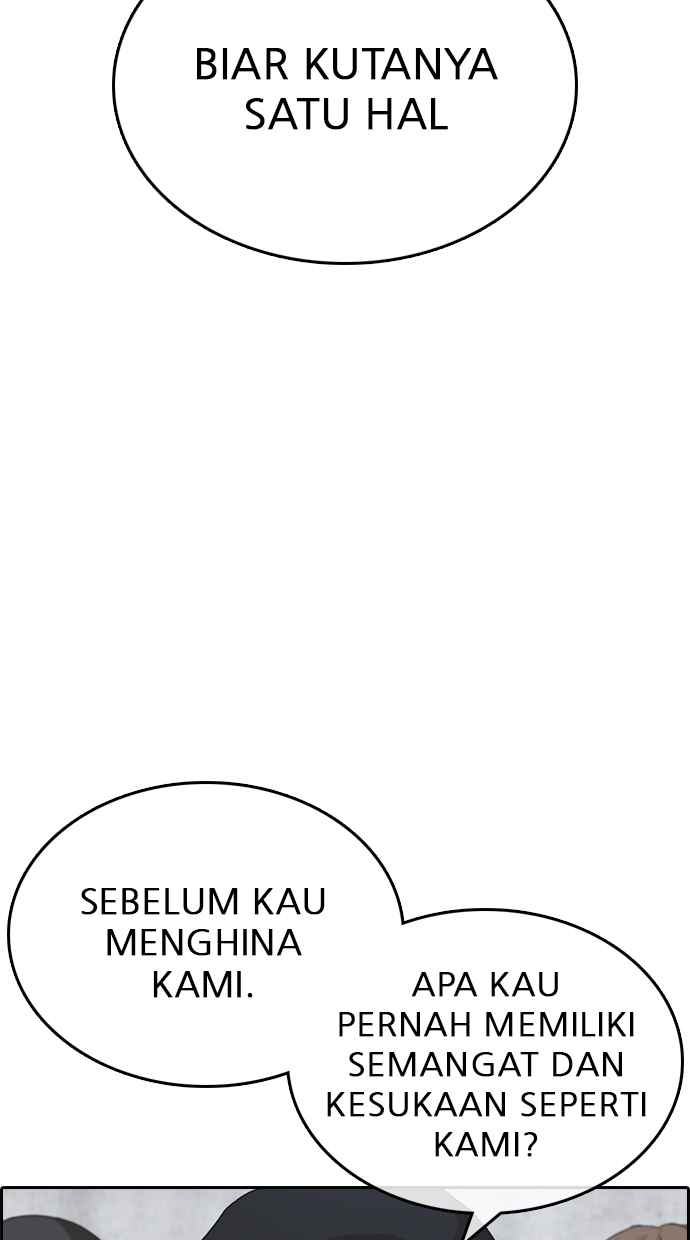 BIAR KUTANYA
SATU HAL
SEBELUM KAU
MENGHINA
KAMI.
APA KAU
PERNAH MEMILIKI
SEMANGAT DAN
KESUKAAN SEPERTI
KAMI?